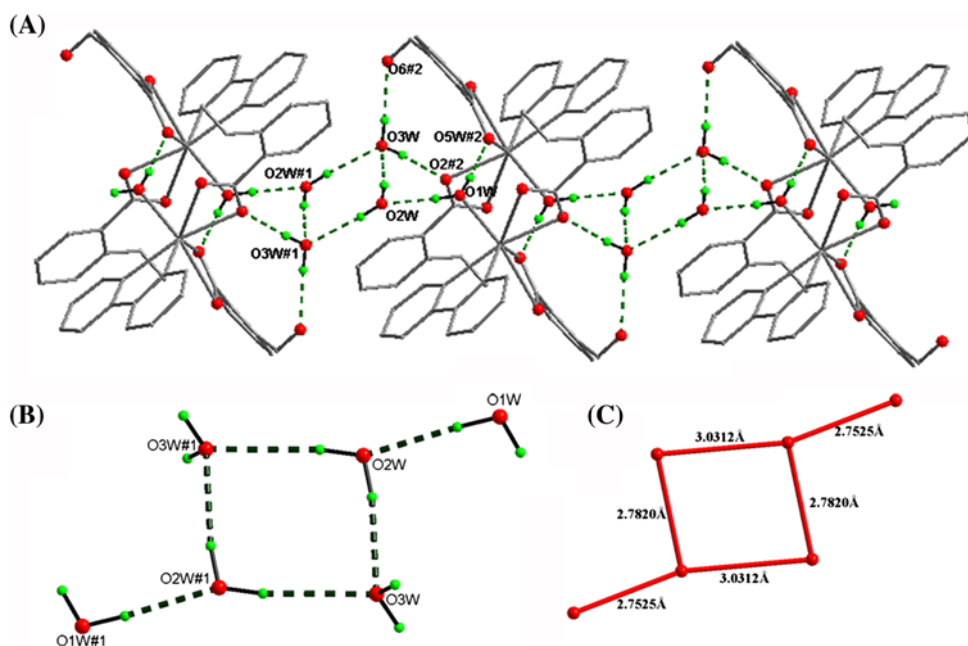 (A)
O6#2
O3W
O5W#2
O2W#1
O2#2
O1W
O2W
O3W#1
(B)
O1W
O3W#1
O2W
O2W#1
O3W
O1W#1
(C)
3.0312Å
2.7525Å
2.7820Å
2.7820Å
3.0312Å
2.7525Å